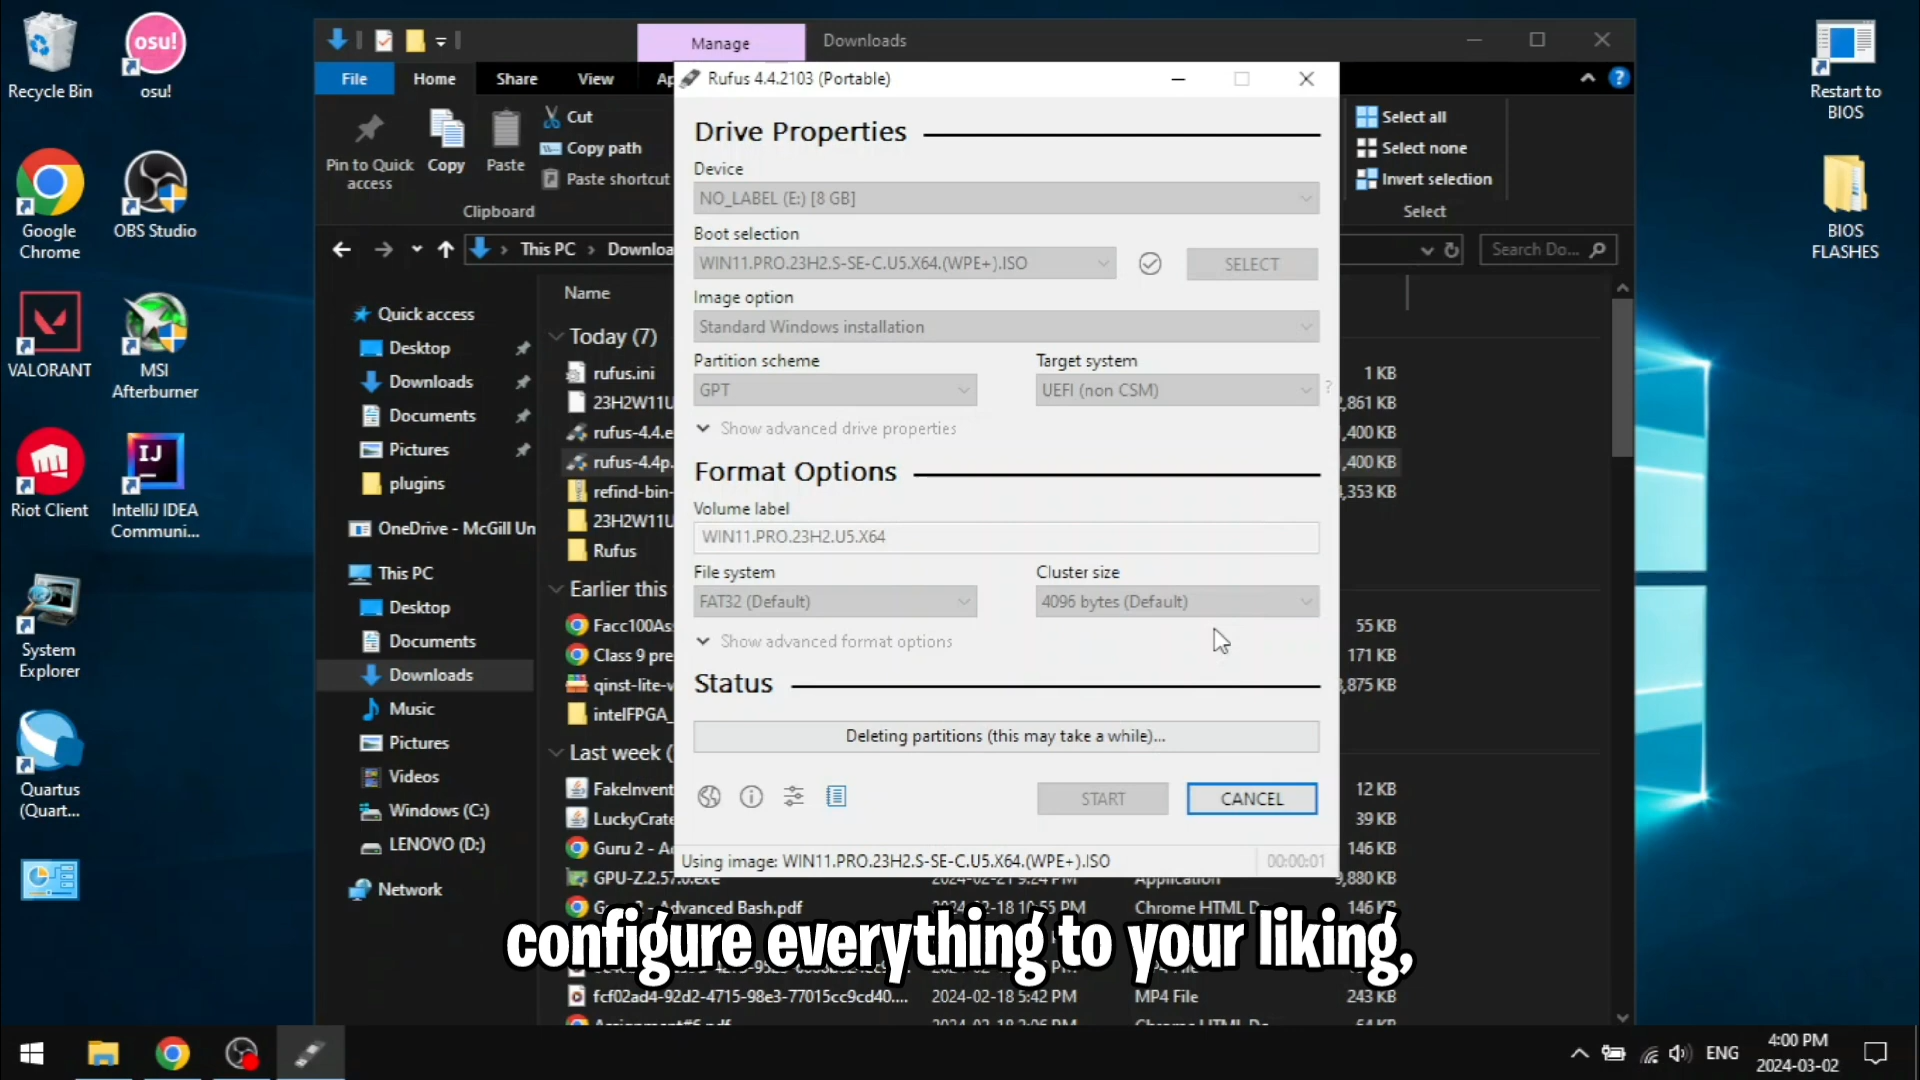 Recycle Bin
osu!
osu!
Google
Chrome
OBS Studio
VALORANT
MSI
Afterburner
Riot Client
IJ
IntelliJ IDEA
Communi...
System
Explorer
Quartus
(Quart...
Restart to
BIOS
BIOS
FLASHES
Manage
Downloads
File
Home
Share
View
Pin to Quick
access
Copy
Paste
Cut
Copy path
Paste shortcut
Clipboard
Select all
Select none
Invert selection
Select
This PC
Downloa
Search Do...
Quick access
Desktop
Downloads
Documents
Pictures
plugins
OneDrive - McGill Un
This PC
Desktop
Documents
Downloads
Music
Pictures
Videos
Windows (C:)
LENOVO (D:)
Network
Name
Today (7)
rufus.ini
1 KB
23H2W11U
,861 KB
rufus-4.4.e
,400 KB
rufus-4.4p.
,400 KB
refind-bin-
,353 KB
23H2W11U
Rufus
Earlier this
Facc100As
55 KB
Class 9 pre
171 KB
qinst-lite-v
,875 KB
intelFPGA_
Last week (
FakeInvent
12 KB
LuckyCrate
39 KB
Guru 2 - A
146 KB
GPU-Z.2.57.0.exe
2024-02-21 9:24 PM
Application
9,880 KB
- Advanced Bash.pdf
-02-18 10:55 PM
Chrome HTML D
146 KB
fcf02ad4-92d2-4715-98e3-77015cc9cd40....
2024-02-18 5:42 PM
MP4 File
243 KB
Rufus 4.4.2103 (Portable)
Drive Properties
Device
NO_LABEL (E:) [8 GB]
Boot selection
WIN11.PRO.23H2.S-SE-C.U5.X64.(WPE+).ISO
SELECT
Image option
Standard Windows installation
Partition scheme
Target system
GPT
UEFI (non CSM)
?
Show advanced drive properties
Format Options
Volume label
WIN11.PRO.23H2.U5.X64
File system
Cluster size
FAT32 (Default)
4096 bytes (Default)
Show advanced format options
Status
Deleting partitions (this may take a while)...
START
CANCEL
Using image: WIN11.PRO.23H2.S-SE-C.U5.X64.(WPE+).ISO
00:00:01
configure everything to your liking,
ENG
4:00 PM
2024-03-02